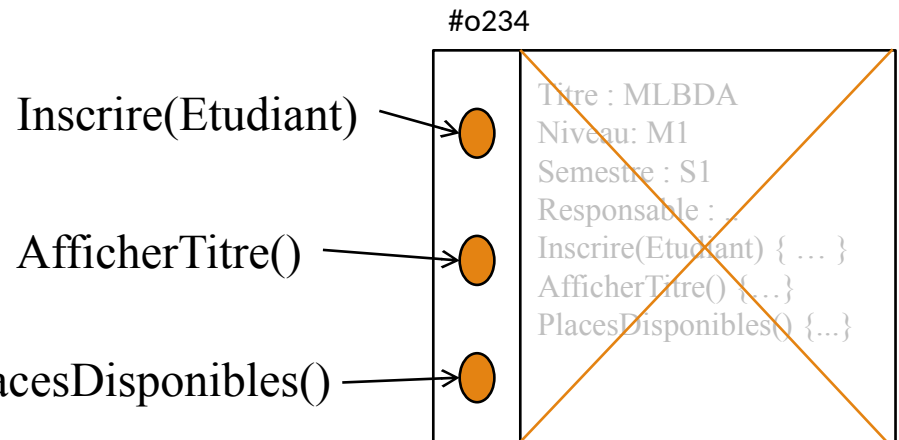 #o234
Inscrire(Etudiant)
AfficherTitre()
acesDisponibles()
Titre : MLBDA
Niveau: M1
Semestre : S1
Responsable : ..
Inscrire(Etudiant) { … }
AfficherTitre() {…}
PlacesDisponibles() {...}